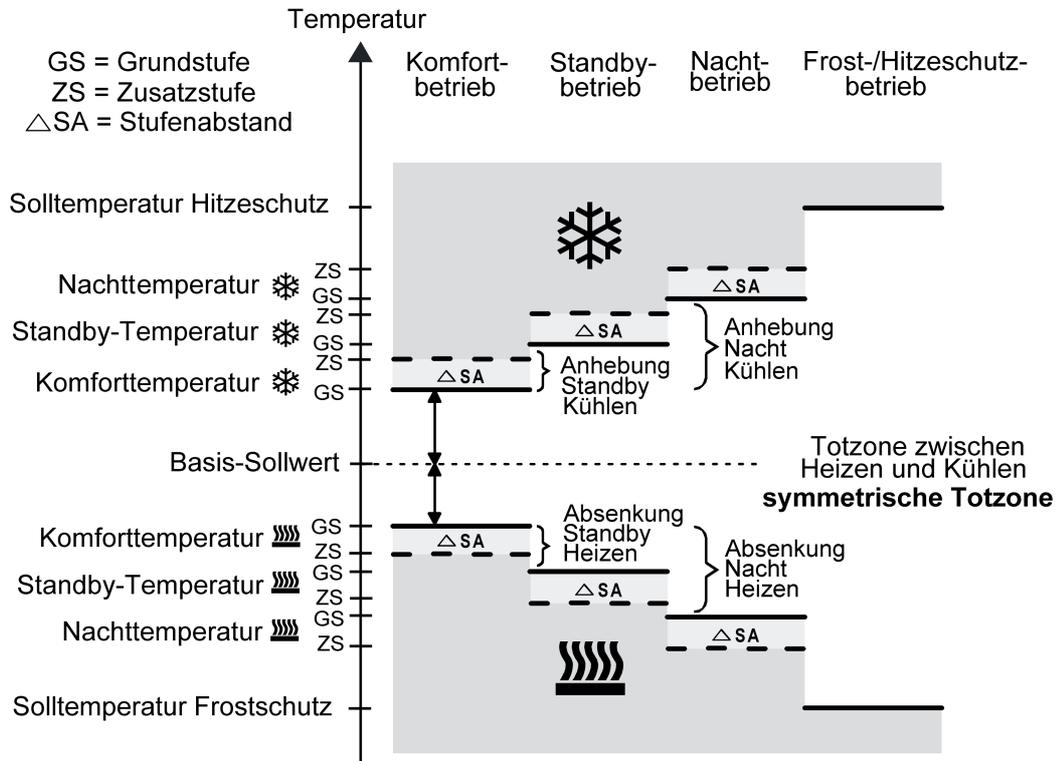 Temperatur
GS = Grundstufe
ZS = Zusatzstufe
△SA = Stufenabstand
Komfort-
betrieb
Standby-
betrieb
Nacht-
betrieb
Frost-/Hitzeschutz-
betrieb
Solltemperatur Hitzeschutz
Nachttemperatur
ZS
GS
△SA
Standby-Temperatur
ZS
GS
△SA
Komforttemperatur
ZS
GS
△SA
Anhebung
Standby
Kühlen
Anhebung
Nacht
Kühlen
Basis-Sollwert
Totzone zwischen
Heizen und Kühlen
symmetrische Totzone
Komforttemperatur
GS
ZS
△SA
Absenkung
Standby
Heizen
Absenkung
Nacht
Heizen
Standby-Temperatur
GS
ZS
△SA
Nachttemperatur
GS
ZS
△SA
Solltemperatur Frostschutz